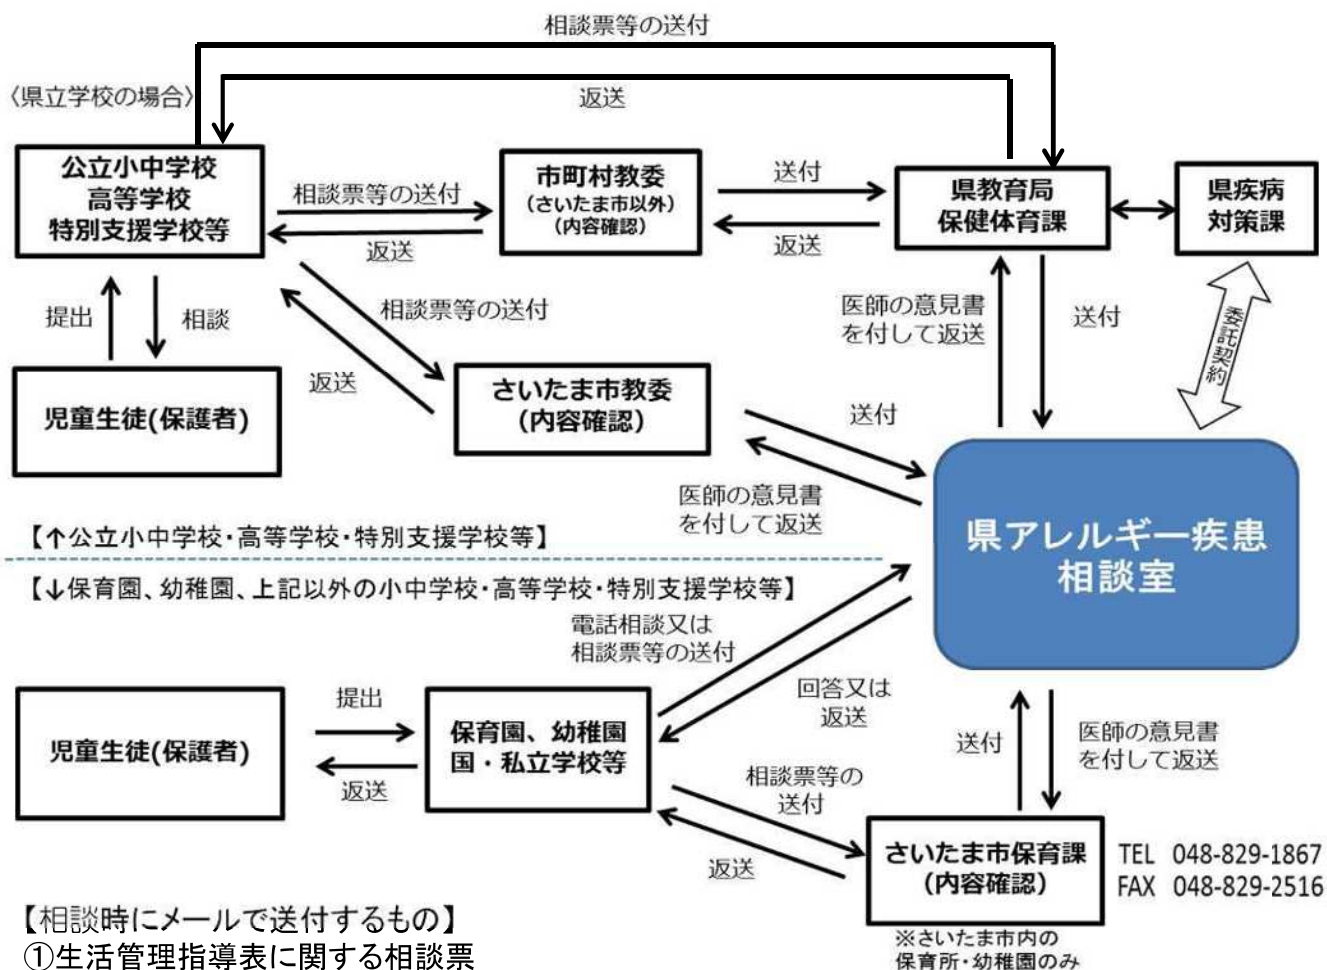 相談票等の送付
〈県立学校の場合〉
返送
公立小中学校
高等学校
特別支援学校等
相談票等の送付
返送
市町村教委
（さいたま市以外）
（内容確認）
送付
返送
県教育局
保健体育課
県疾病
対策課
提出
相談
相談票等の送付
返送
医師の意見書
を付して返送
送付
委託契約
児童生徒(保護者)
さいたま市教委
（内容確認）
送付
医師の意見書
を付して返送
県アレルギー疾患
相談室
【↑公立小中学校・高等学校・特別支援学校等】
【↓保育園、幼稚園、上記以外の小中学校・高等学校・特別支援学校等】
電話相談又は
相談票等の送付
回答又は
返送
児童生徒(保護者)
提出
返送
保育園、幼稚園
国・私立学校等
送付
医師の意見書
を付して返送
相談票等の
送付
返送
さいたま市保育課
（内容確認）
TEL 048-829-1867
FAX 048-829-2516
※さいたま市内の
保育所・幼稚園のみ
【相談時にメールで送付するもの】
①生活管理指導表に関する相談票